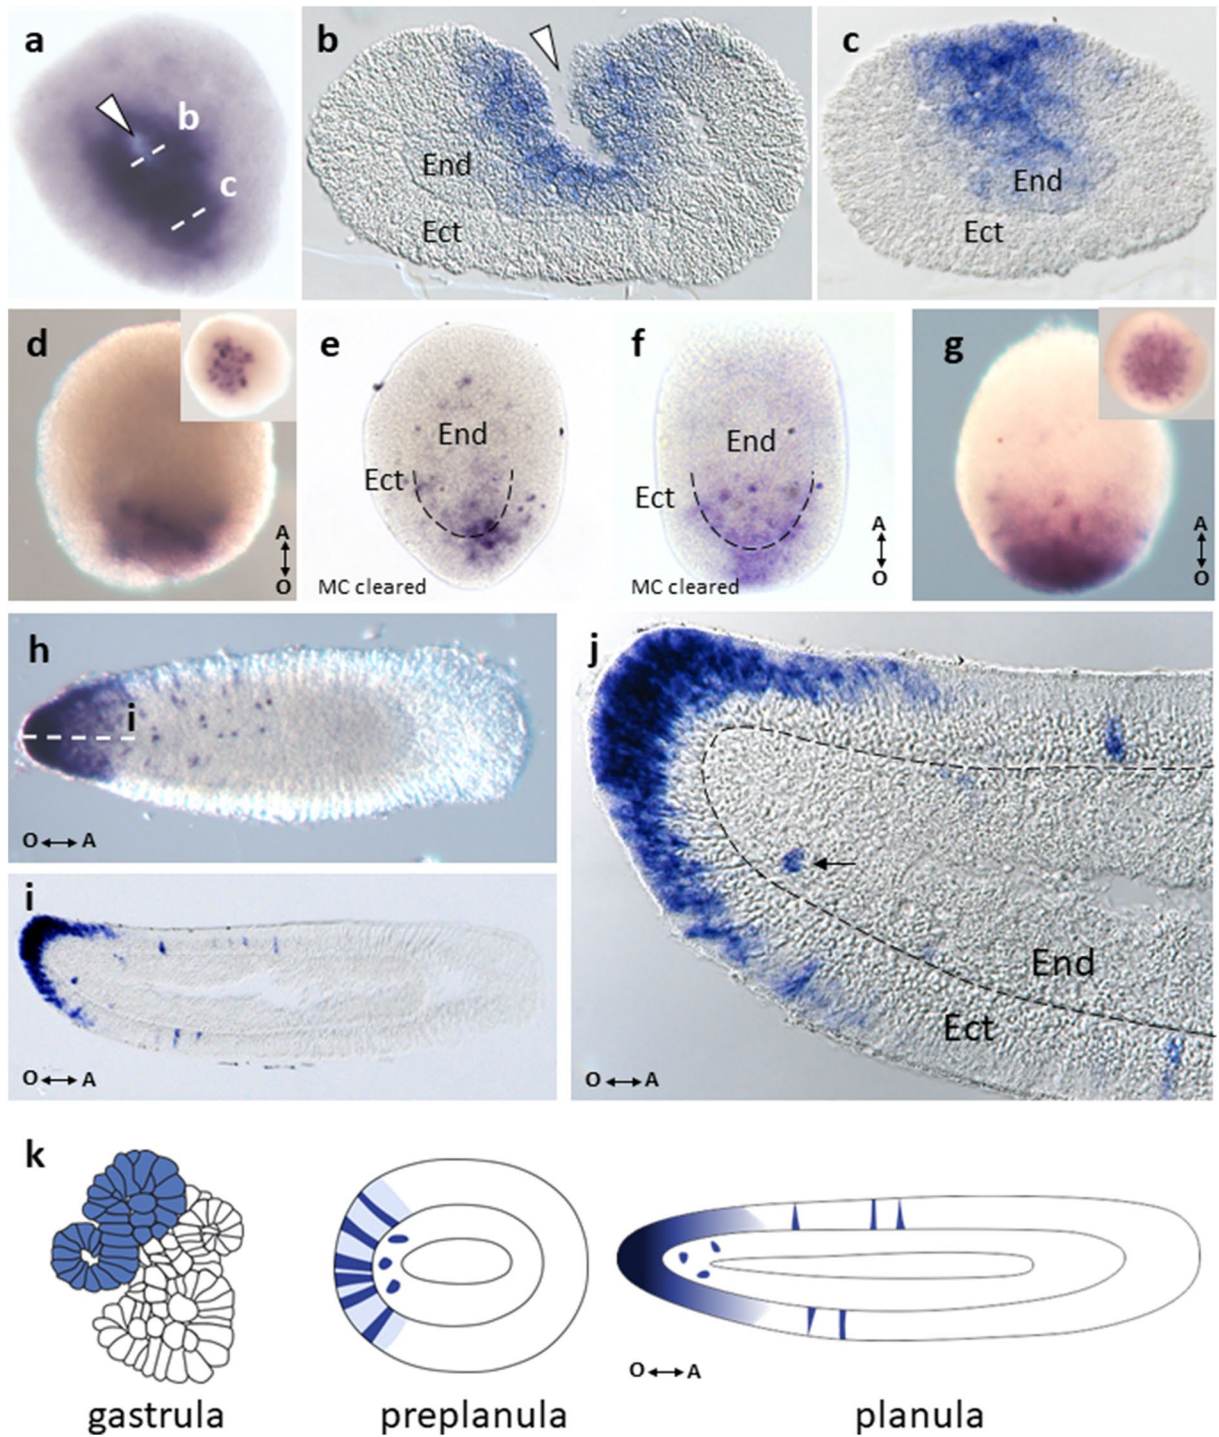 a
b
c
b
End
Ect
c
End
Ect
d
A
O
e
End
Ect
MC cleared
f
End
Ect
MC cleared
A
O
g
A
O
h
i
O A
i
O A
j
End
Ect
O A
k
O A
gastrula
preplanula
planula